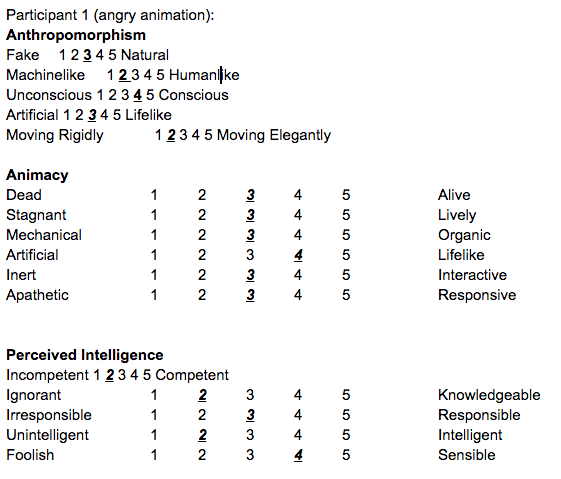 Participant 1 (angry animation):
Anthropomorphism
Fake 1 2 3 4 5 Natural
Machinelike 1 2 3 4 5 Humanlike
Unconscious 1 2 3 4 5 Conscious
Artificial 1 2 3 4 5 Lifelike
Moving Rigidly 1 2 3 4 5 Moving Elegantly
Animacy
Dead 1 2 3 4 5 Alive
Stagnant 1 2 3 4 5 Lively
Mechanical 1 2 3 4 5 Organic
Artificial 1 2 3 4 5 Lifelike
Inert 1 2 3 4 5 Interactive
Apathetic 1 2 3 4 5 Responsive
Perceived Intelligence
Incompetent 1 2 3 4 5 Competent
Ignorant 1 2 3 4 5 Knowledgeable
Irresponsible 1 2 3 4 5 Responsible
Unintelligent 1 2 3 4 5 Intelligent
Foolish 1 2 3 4 5 Sensible